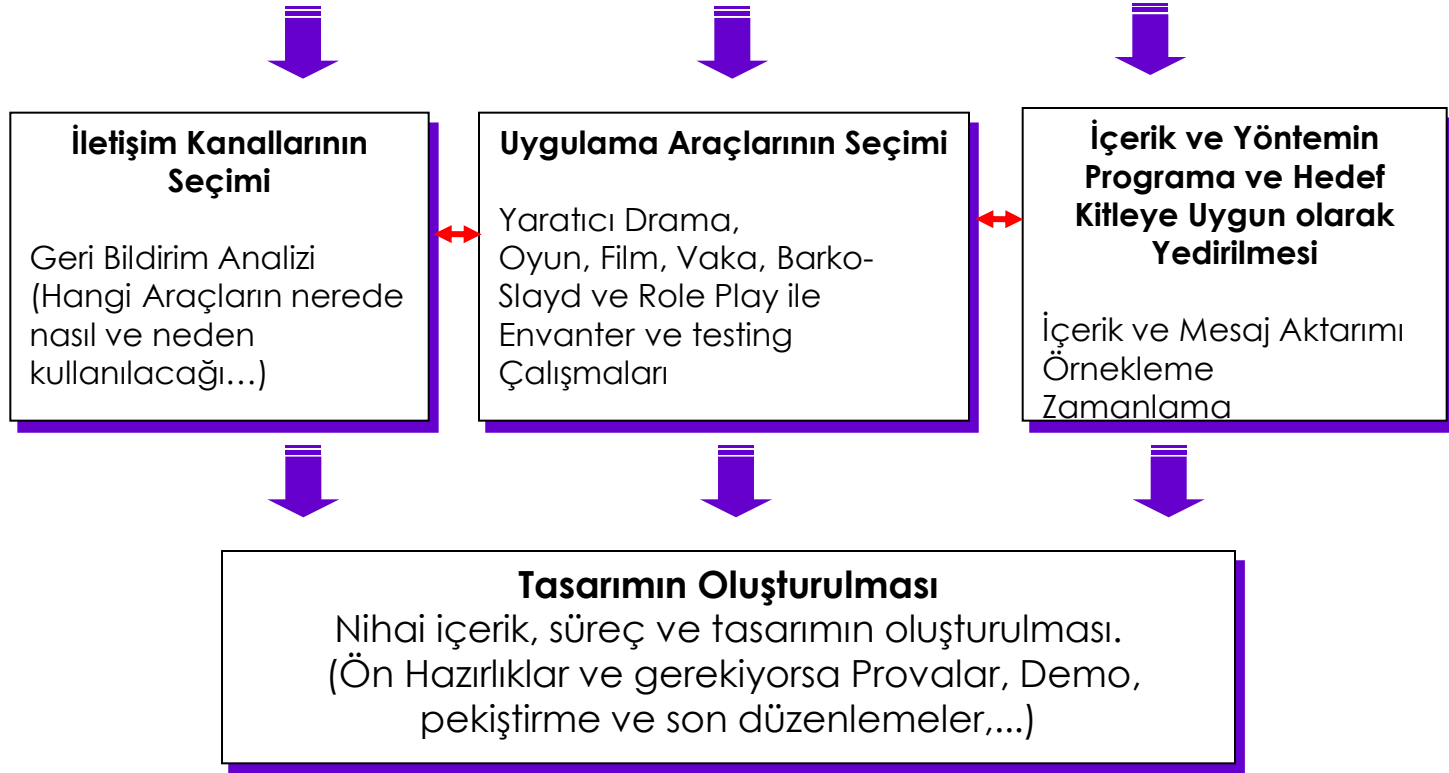 İletişim Kanallarının
Seçimi
Geri Bildirim Analizi
(Hangi Araçların nerede
nasıl ve neden
kullanılacağı…)
Uygulama Araçlarının Seçimi
Yaratıcı Drama,
Oyun, Film, Vaka, Barko-
Slayd ve Role Play ile
Envanter ve testing
Çalışmaları
İçerik ve Yöntemin
Programa ve Hedef
Kitleye Uygun olarak
Yedirilmesi
İçerik ve Mesaj Aktarımı
Örnekleme
Zamanlama
Tasarımın Oluşturulması
Nihai içerik, süreç ve tasarımın oluşturulması.
(Ön Hazırlıklar ve gerekiyorsa Provalar, Demo,
pekiştirme ve son düzenlemeler,...)